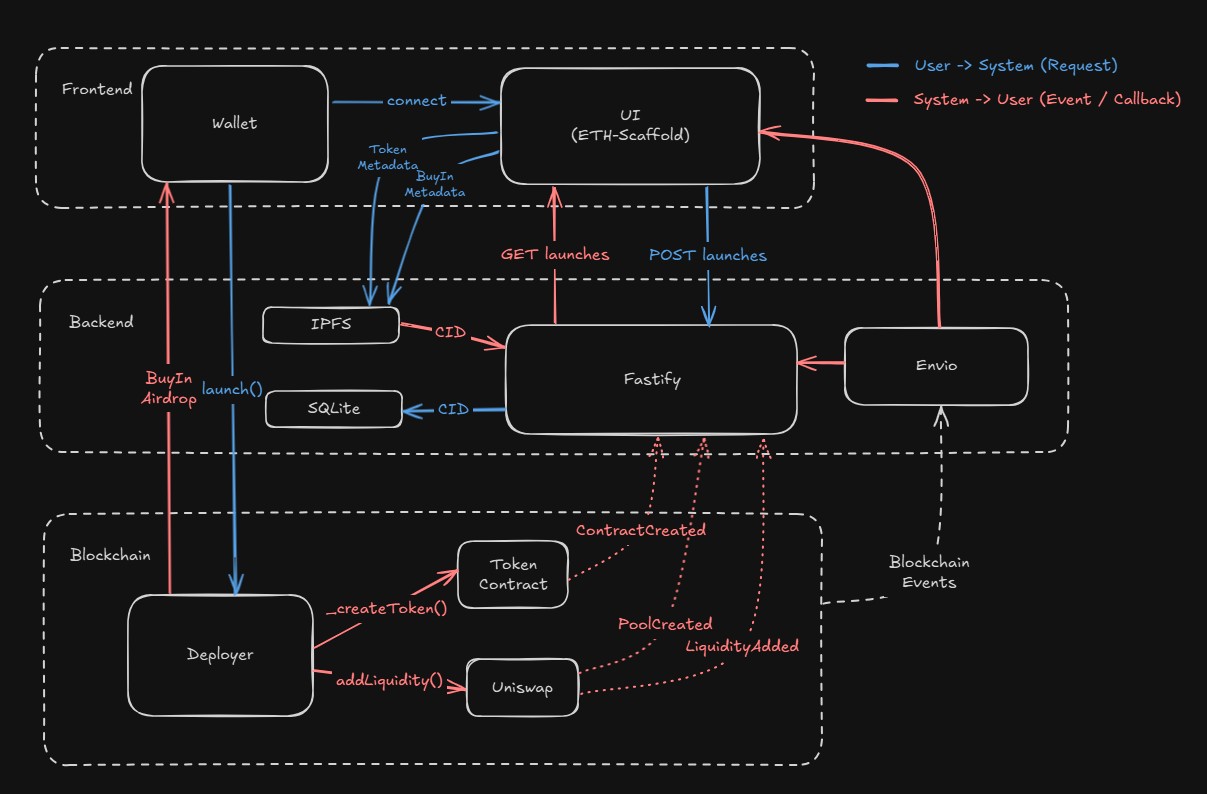 User -> System (Request)
System -> User (Event / Callback)
Frontend
Wallet
connect
UI
(ETH-Scaffold)
Token
Metadata
BuyIn
Metadata
GET launches
POST launches
Backend
IPFS
CID
SQLite
CID
Fastify
Envio
BuyIn
Airdrop
launch()
Blockchain
Token
Contract
ContractCreated
Blockchain
Events
_createToken()
PoolCreated
LiquidityAdded
Deployer
addLiquidity()
Uniswap